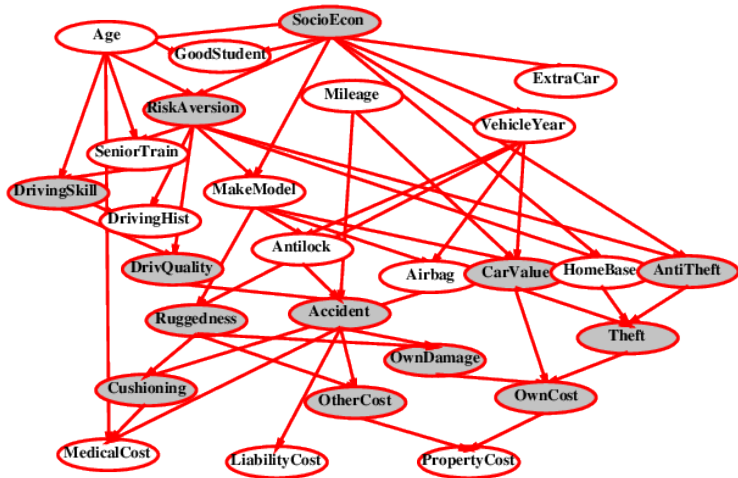 SocioEcon
Age
GoodStudent
ExtraCar
Mileage
RiskAversion
VehicleYear
SeniorTrain
DrivingSkill
MakeModel
DrivingHist
Antilock
DrivQuality
Airbag
CarValue
HomeBase
AntiTheft
Ruggedness
Accident
Theft
OwnDamage
Cushioning
OtherCost
OwnCost
MedicalCost
LiabilityCost
PropertyCost